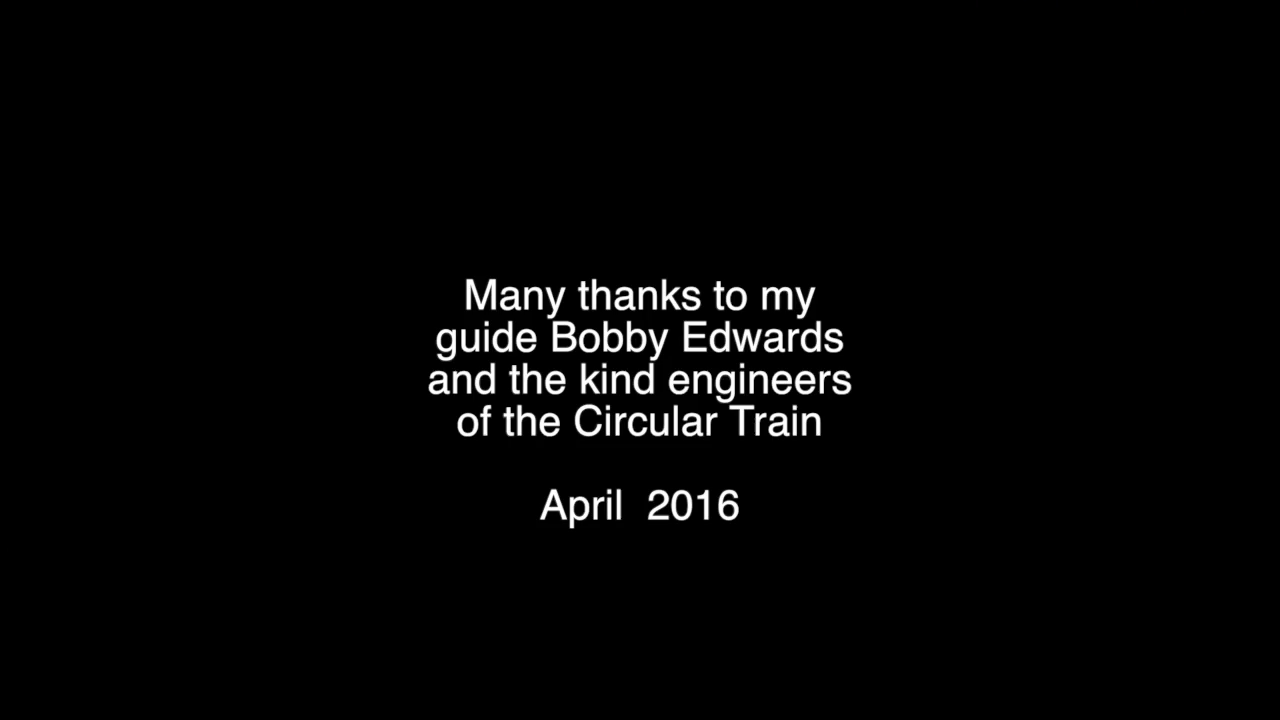 Many thanks to my
guide Bobby Edwards
and the kind engineers
of the Circular Train
April  2016